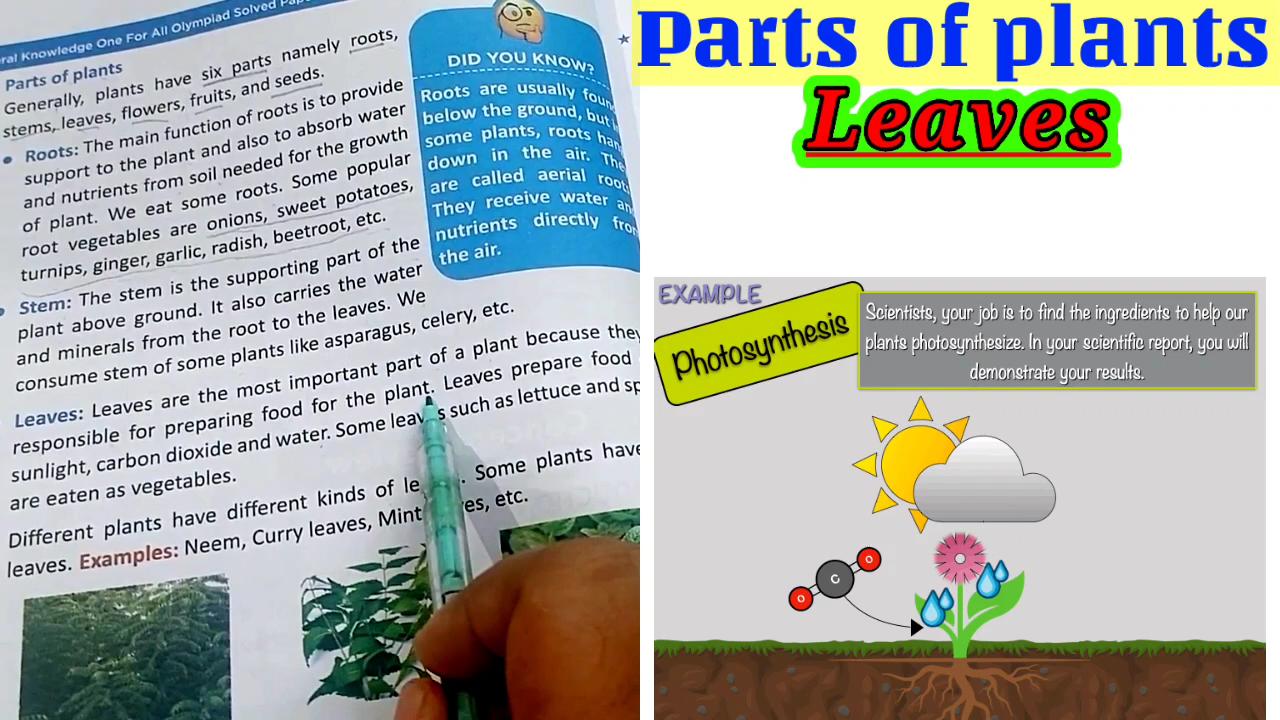 ral Knowledge One For All Olympiad Solved Pape
Parts of plants
Generally, plants have six parts namely roots,
stems, leaves, flowers, fruits, and seeds.
• Roots: The main function of roots is to provide
support to the plant and also to absorb water
and nutrients from soil needed for the growth
of plant. We eat some roots. Some popular
root vegetables are onions, sweet potatoes,
turnips, ginger, garlic, radish, beetroot, etc.
Stem: The stem is the supporting part of the
plant above ground. It also carries the water
and minerals from the root to the leaves. We
consume stem of some plants like asparagus, celery, etc.
Leaves: Leaves are the most important part of a plant because they
responsible for preparing food for the plant. Leaves prepare food
sunlight, carbon dioxide and water. Some leaves such as lettuce and sp
are eaten as vegetables.
Different plants have different kinds of le . Some plants have
leaves. Examples: Neem, Curry leaves, Mint es, etc.
DID YOU KNOW?
Roots are usually foun
below the ground, but i
some plants, roots han
down in the air. The
are called aerial root
They receive water an
nutrients directly fro
the air.
Parts of plants
Leaves
EXAMPLE
Photosynthesis
Scientists, your job is to find the ingredients to help our
plants photosynthesize. In your scientific report, you will
demonstrate your results.
O C O